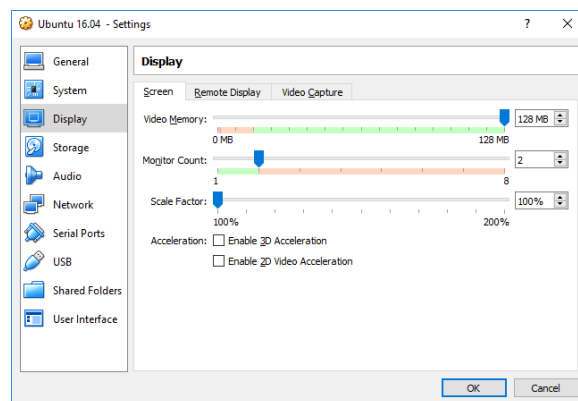 Ubuntu 16.04 - Settings ? X
General
System
Display
Storage
Audio
Network
Serial Ports
USB
Shared Folders
User Interface
Display
Screen Remote Display Video Capture
Video Memory: 128 MB
0 MB 128 MB
Monitor Count: 2
1 8
Scale Factor: 100%
100% 200%
Acceleration: Enable 3D Acceleration
Enable 2D Video Acceleration
OK Cancel